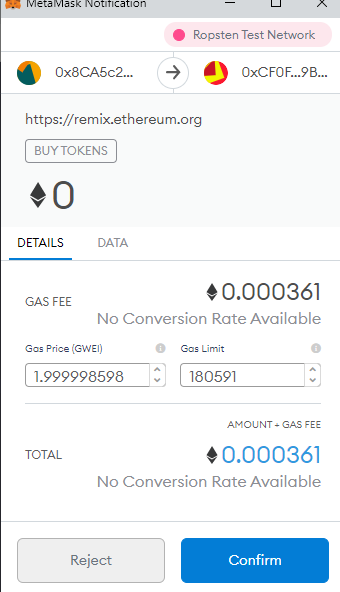 MetaMask Notification
Ropsten Test Network
0x8CA5c2... 0xCF0F...9B...
https://remix.ethereum.org
BUY TOKENS
0
DETAILS DATA
GAS FEE 0.000361
No Conversion Rate Available
Gas Price (GWEI) Gas Limit
1.999998598 180591
AMOUNT + GAS FEE
TOTAL 0.000361
No Conversion Rate Available
Reject Confirm